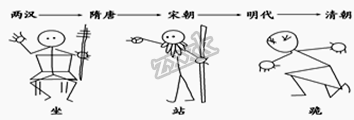 两汉 → 隋唐 → 宋朝 → 明代 → 清朝
坐 站 跪